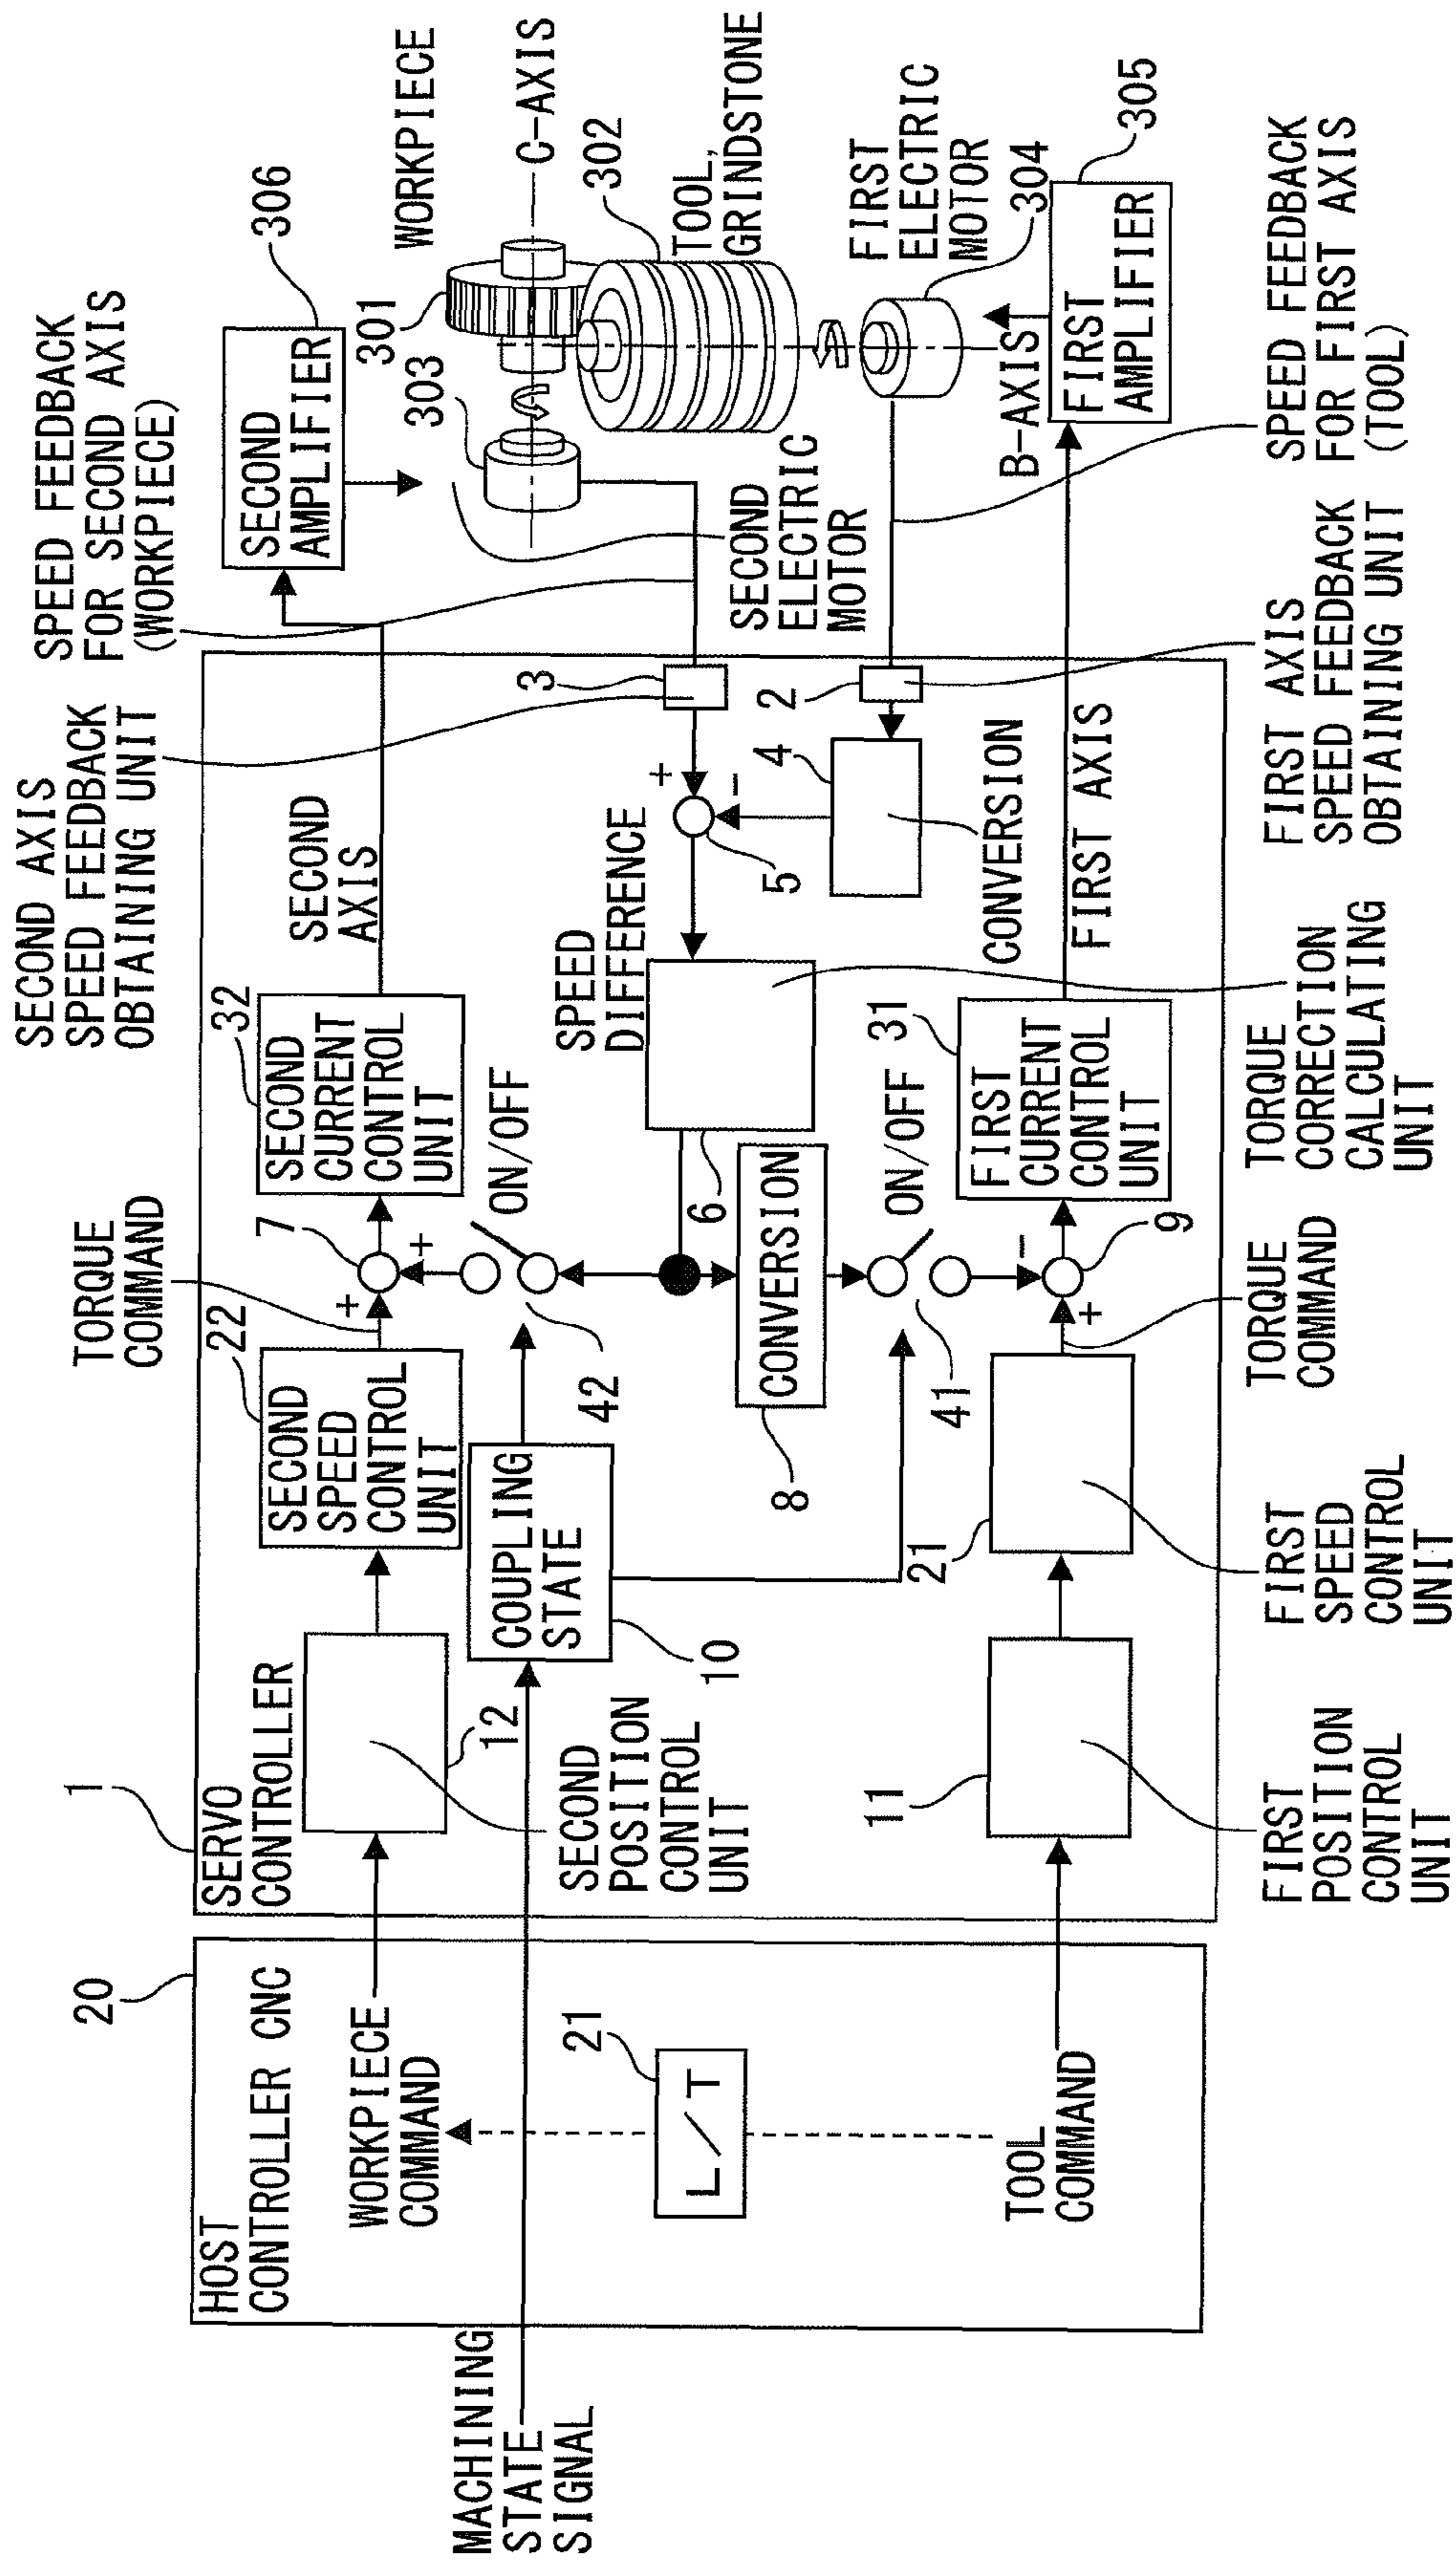 MACHINING
STATE
SIGNAL
20
HOST
CONTROLLER CNC
WORKPIECE
COMMAND
21
L/T
TOOL
COMMAND
1
SERVO
CONTROLLER
12
SECOND
POSITION
CONTROL
UNIT
11
FIRST
POSITION
CONTROL
UNIT
TORQUE
COMMAND
22
SECOND
SPEED
CONTROL
UNIT
COUPLING
STATE
10
42
ON/OFF
7
+
+
CONVERSION
8
41
ON/OFF
21
FIRST
SPEED
CONTROL
UNIT
TORQUE
COMMAND
+
-
9
32
SECOND
CURRENT
CONTROL
UNIT
SPEED
DIFFERENCE
6
31
FIRST
CURRENT
CONTROL
UNIT
TORQUE
CORRECTION
CALCULATING
UNIT
SECOND AXIS
SPEED FEEDBACK
OBTAINING UNIT
SECOND
AXIS
3
+
-
5
2
4
CONVERSION
FIRST AXIS
FIRST AXIS
SPEED FEEDBACK
OBTAINING UNIT
SPEED FEEDBACK
FOR SECOND AXIS
(WORKPIECE)
306
SECOND
AMPLIFIER
303
301
WORKPIECE
C-AXIS
302
TOOL,
GRINDSTONE
SECOND
ELECTRIC
MOTOR
FIRST
ELECTRIC
MOTOR
304
B-AXIS
305
FIRST
AMPLIFIER
SPEED FEEDBACK
FOR FIRST AXIS
(TOOL)